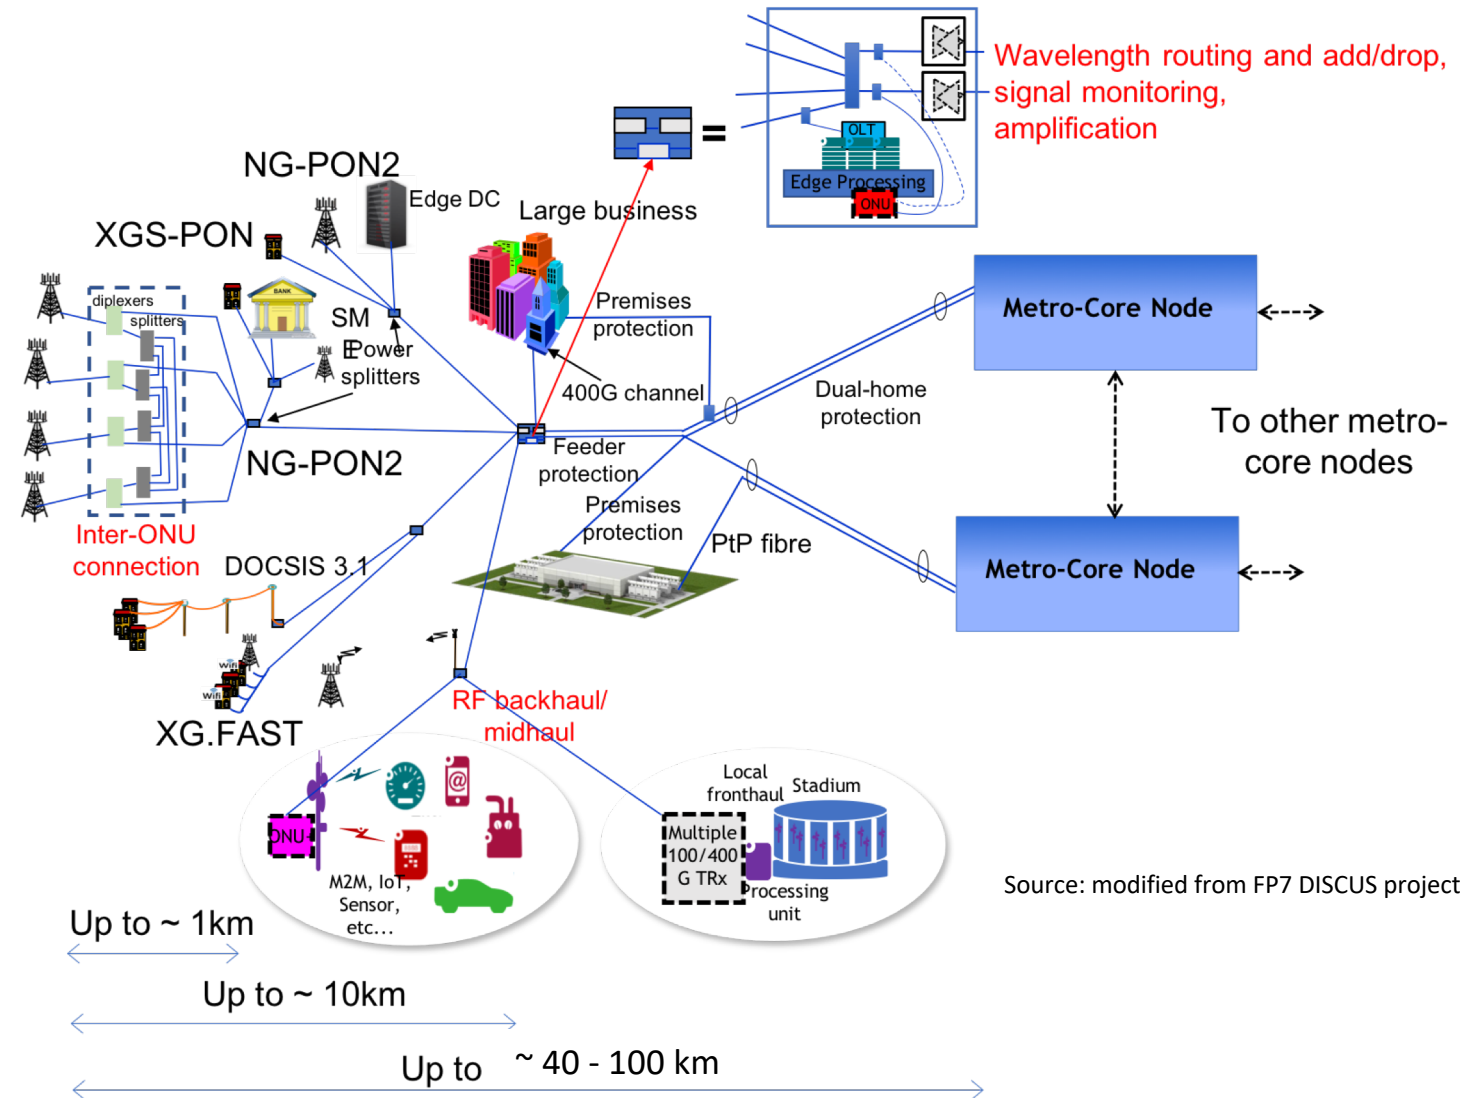 Wavelength routing and add/drop,
signal monitoring,
amplification
=
OLT
Edge Processing
ONU
NG-PON2
Edge DC
Large business
XGS-PON
BANK
diplexers
splitters
SM
E
Power
splitters
Premises
protection
400G channel
Metro-Core Node
Dual-home
protection
To other metro-
core nodes
NG-PON2
Feeder
protection
Premises
protection
PtP fibre
Inter-ONU
connection
DOCSIS 3.1
Metro-Core Node
wifi
wifi
XG.FAST
RF backhaul/
midhaul
ONU
@
M2M, IoT,
Sensor,
etc...
Local
fronthaul
Stadium
Multiple
100/400
G TRx
Processing
unit
Source: modified from FP7 DISCUS project
Up to ~ 1km
Up to ~ 10km
Up to ~ 40 - 100 km